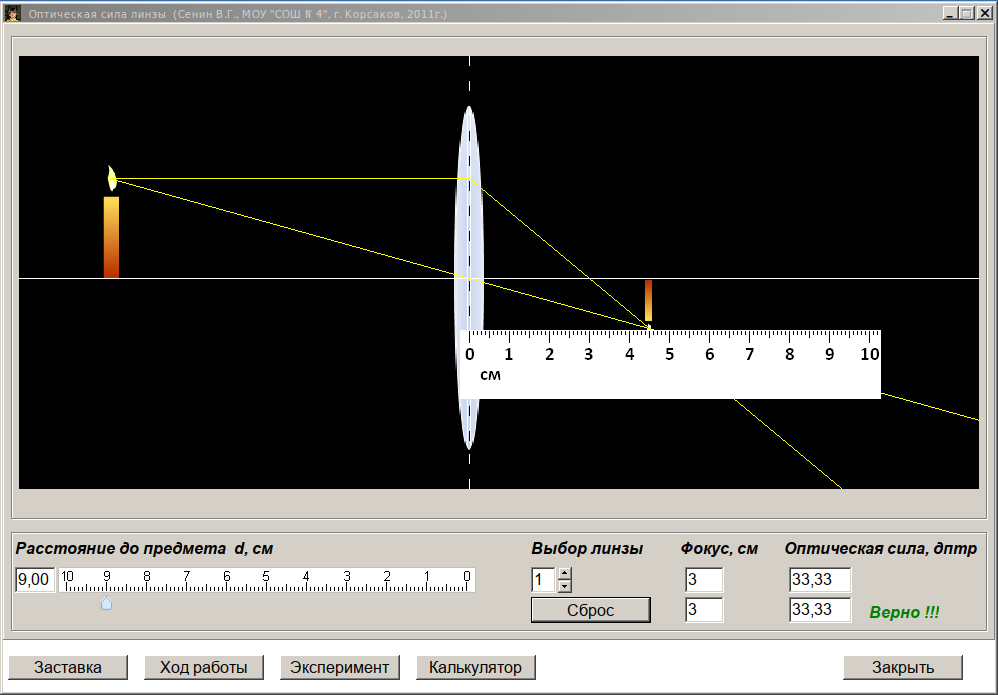 Оптическая сила линзы (Сенин В.Г., МОУ "СОШ № 4", г. Корсаков, 2011г.)
0 1 2 3 4 5 6 7 8 9 10
см
Расстояние до предмета d, см
Выбор линзы
Фокус, см
Оптическая сила, дптр
9,00
10 9 8 7 6 5 4 3 2 1 0
1
3
33,33
Сброс
3
33,33
Верно !!!
Заставка
Ход работы
Эксперимент
Калькулятор
Закрыть